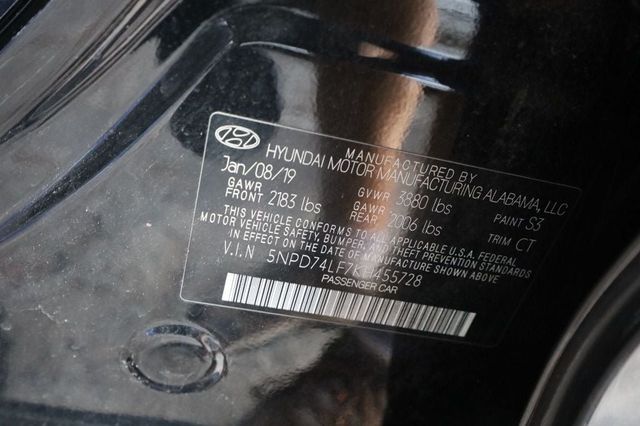 MANUFACTURED BY
HYUNDAI MOTOR MANUFACTURING ALABAMA, LLC
Jan/08/19
GAWR FRONT 2183 lbs GVWR 3880 lbs PAINT S3
GAWR REAR 2006 lbs TRIM CT
THIS VEHICLE CONFORMS TO ALL APPLICABLE U.S.A. FEDERAL
MOTOR VEHICLE SAFETY, BUMPER, AND THEFT PREVENTION STANDARDS
IN EFFECT ON THE DATE OF MANUFACTURE SHOWN ABOVE
V.I.N 5NPD74LF7KH455728
PASSENGER CAR